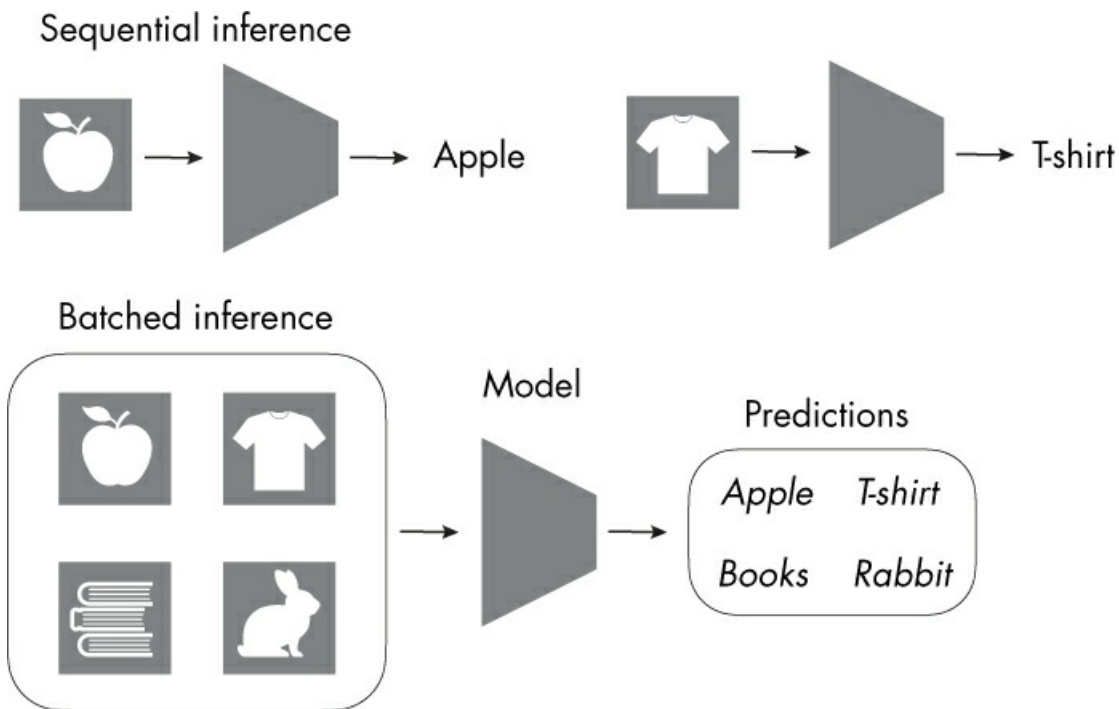 Sequential inference
Apple
T-shirt
Batched inference
Model
Predictions
Apple T-shirt
Books Rabbit